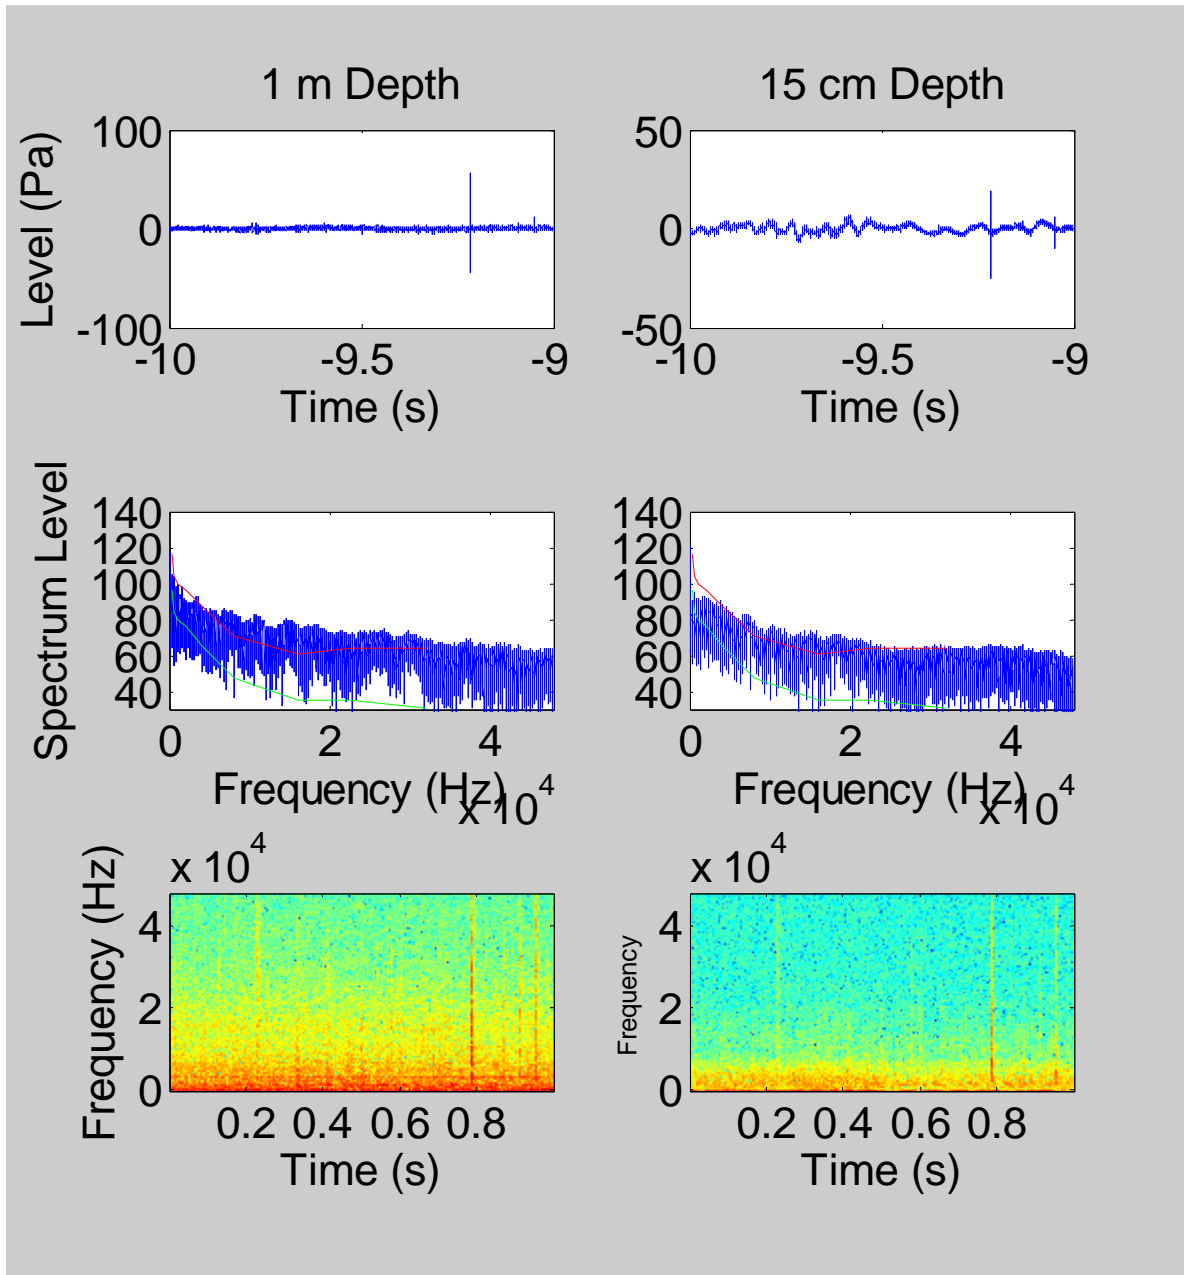 1 m Depth
15 cm Depth
Level (Pa)
100
0
-100
-10
-9.5
-9
Time (s)
50
0
-50
-10
-9.5
-9
Time (s)
Spectrum Level
140
120
100
80
60
40
0
2
4
Frequency (Hz)
x 10^4
140
120
100
80
60
40
0
2
4
Frequency (Hz)
x 10^4
Frequency (Hz)
x 10^4
4
2
0
0.2
0.4
0.6
0.8
Time (s)
Frequency
x 10^4
4
2
0
0.2
0.4
0.6
0.8
Time (s)